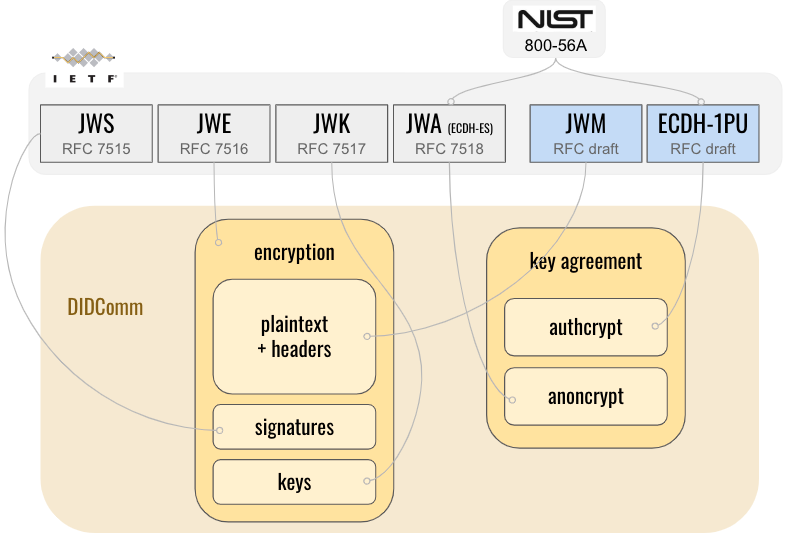 NIST
800-56A
IETF
JWS
RFC 7515
JWE
RFC 7516
JWK
RFC 7517
JWA (ECDH-ES)
RFC 7518
JWM
RFC draft
ECDH-1PU
RFC draft
DIDComm
encryption
plaintext
+ headers
signatures
keys
key agreement
authcrypt
anoncrypt